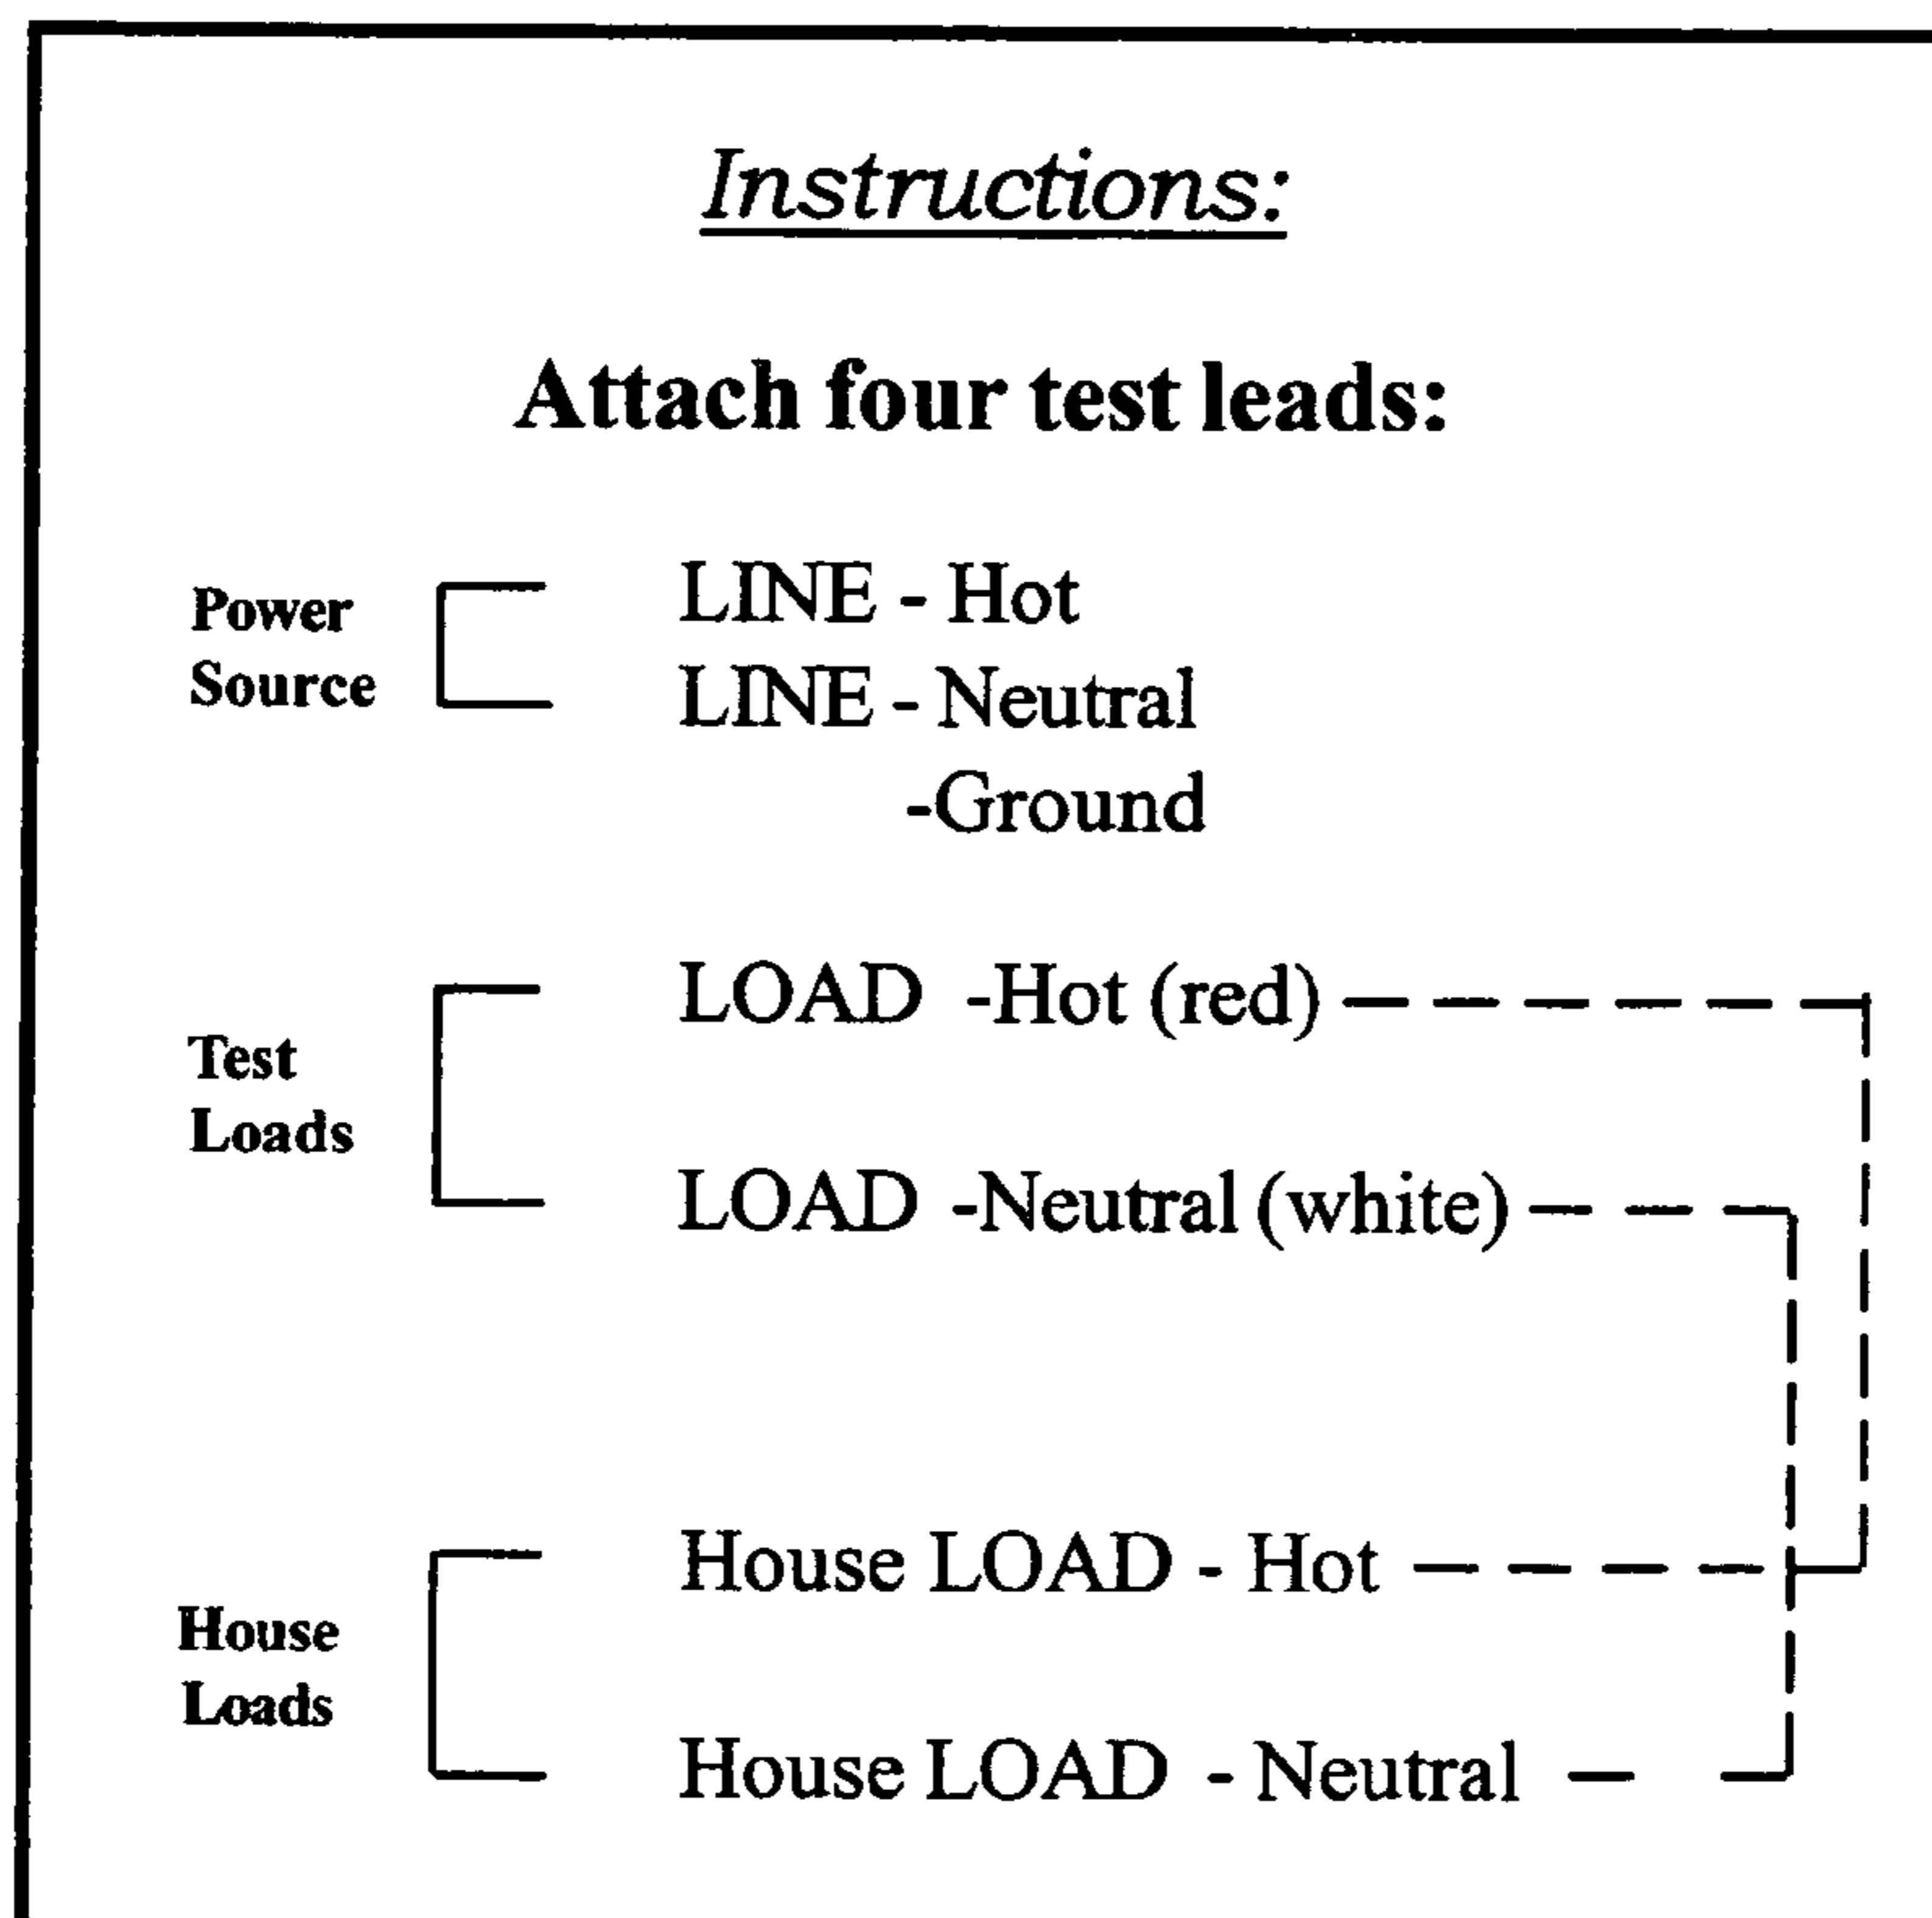 Instructions:
Attach four test leads:
Power
Source
LINE - Hot
LINE - Neutral
-Ground
Test
Loads
LOAD -Hot (red)
LOAD -Neutral (white)
House
Loads
House LOAD - Hot
House LOAD - Neutral